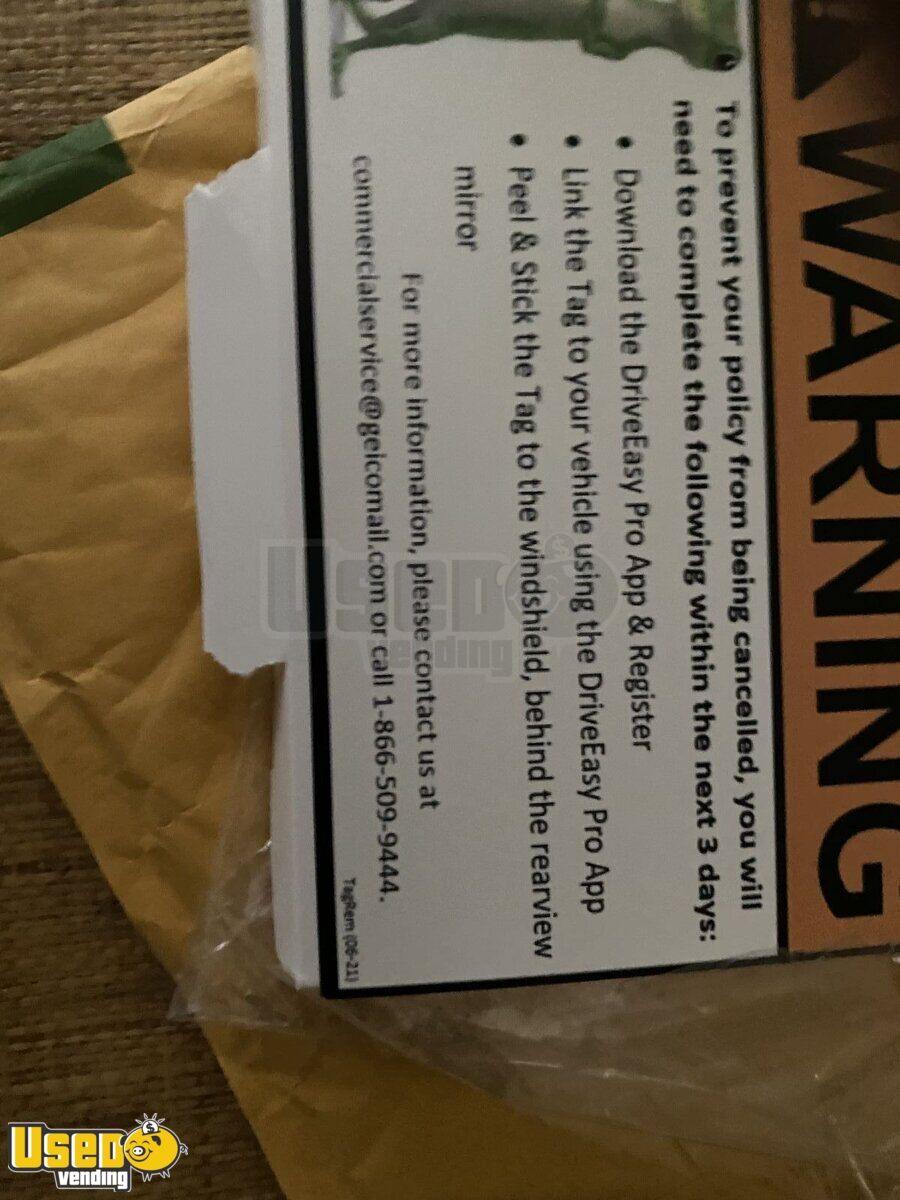 WARNING
To prevent your policy from being cancelled, you will
need to complete the following within the next 3 days:
• Download the DriveEasy Pro App & Register
• Link the Tag to your vehicle using the DriveEasy Pro App
• Peel & Stick the Tag to the windshield, behind the rearview
mirror
For more information, please contact us at
commercialservice@geicomail.com or call 1-866-509-9444.
TagRem (06-21)
Used
vending
Used
vending